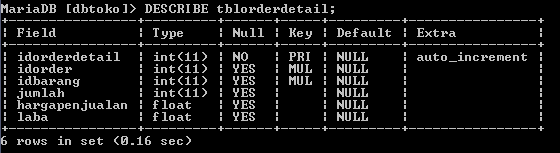 MariaDB [dbtoko]> DESCRIBE tblorderdetail;
+----------------+---------+------+-----+---------+----------------+
| Field          | Type    | Null | Key | Default | Extra          |
+----------------+---------+------+-----+---------+----------------+
| idorderdetail  | int(11) | NO   | PRI | NULL    | auto_increment |
| idorder        | int(11) | YES  | MUL | NULL    |                |
| idbarang       | int(11) | YES  | MUL | NULL    |                |
| jumlah         | int(11) | YES  |     | NULL    |                |
| hargapenjualan | float   | YES  |     | NULL    |                |
| laba           | float   | YES  |     | NULL    |                |
+----------------+---------+------+-----+---------+----------------+
6 rows in set (0.16 sec)